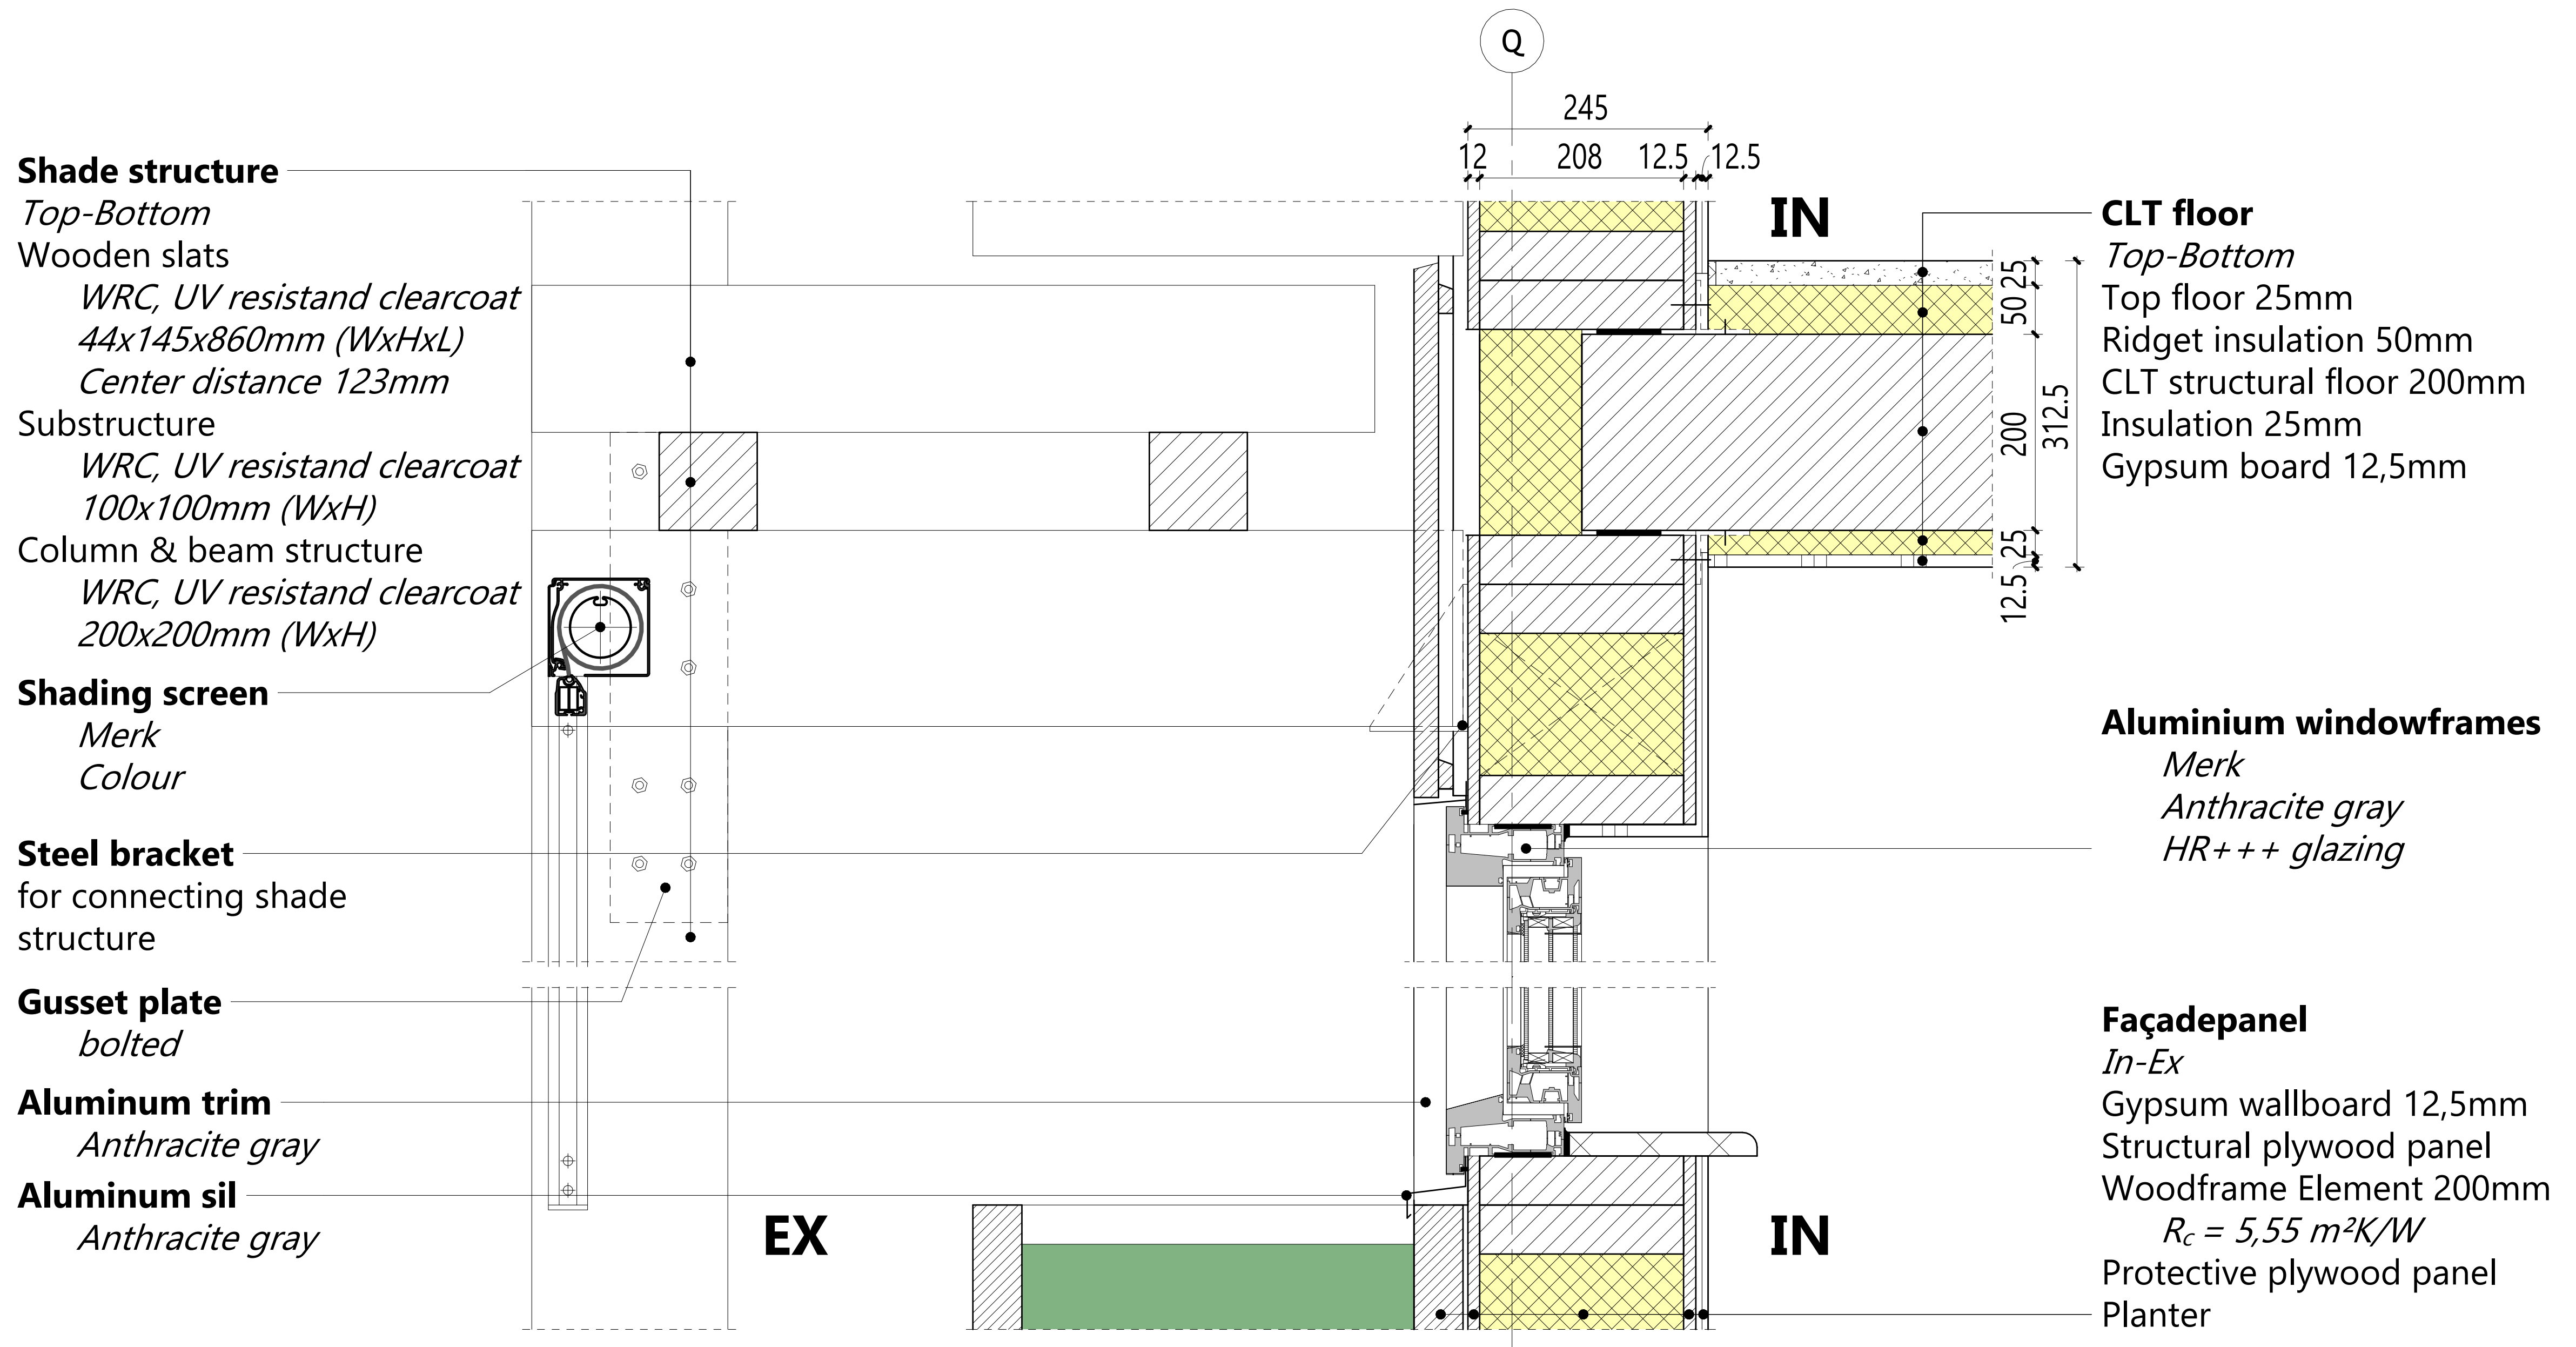 Q
245
12 208 12.5 12.5
Shade structure
Top-Bottom
Wooden slats
WRC, UV resistand clearcoat
44x145x860mm (WxHxL)
Center distance 123mm
Substructure
WRC, UV resistand clearcoat
100x100mm (WxH)
Column & beam structure
WRC, UV resistand clearcoat
200x200mm (WxH)
Shading screen
Merk
Colour
Steel bracket
for connecting shade
structure
Gusset plate
bolted
Aluminum trim
Anthracite gray
Aluminum sil
Anthracite gray
EX
IN
IN
25
50
200
25
12.5
312.5
CLT floor
Top-Bottom
Top floor 25mm
Ridget insulation 50mm
CLT structural floor 200mm
Insulation 25mm
Gypsum board 12,5mm
Aluminium windowframes
Merk
Anthracite gray
HR+++ glazing
Façadepanel
In-Ex
Gypsum wallboard 12,5mm
Structural plywood panel
Woodframe Element 200mm
Rc = 5,55 m²K/W
Protective plywood panel
Planter